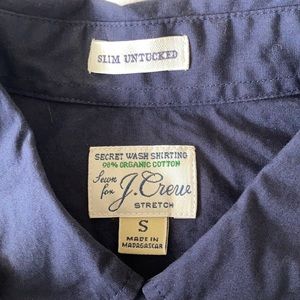 SLIM UNTUCKED
SECRET WASH SHIRTING
98% ORGANIC COTTON
Sewn for J.Crew
STRETCH
S
MADE IN
MADAGASCAR